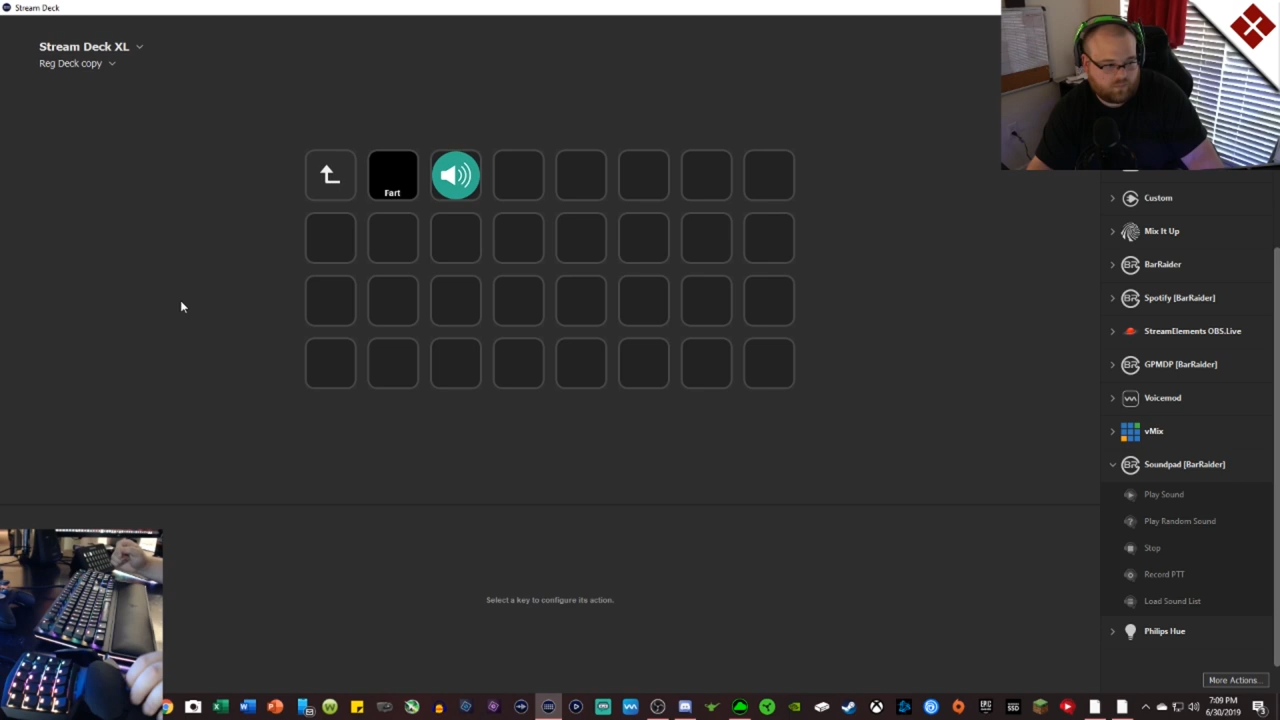 Stream Deck
Stream Deck XL
Reg Deck copy
Fart
Custom
Mix It Up
BarRaider
Spotify [BarRaider]
StreamElements OBS.Live
GPMDP [BarRaider]
Voicemod
vMix
Soundpad [BarRaider]
Play Sound
Play Random Sound
Stop
Record PTT
Load Sound List
Philips Hue
Select a key to configure its action.
More Actions...
7:09 PM
6/30/2019